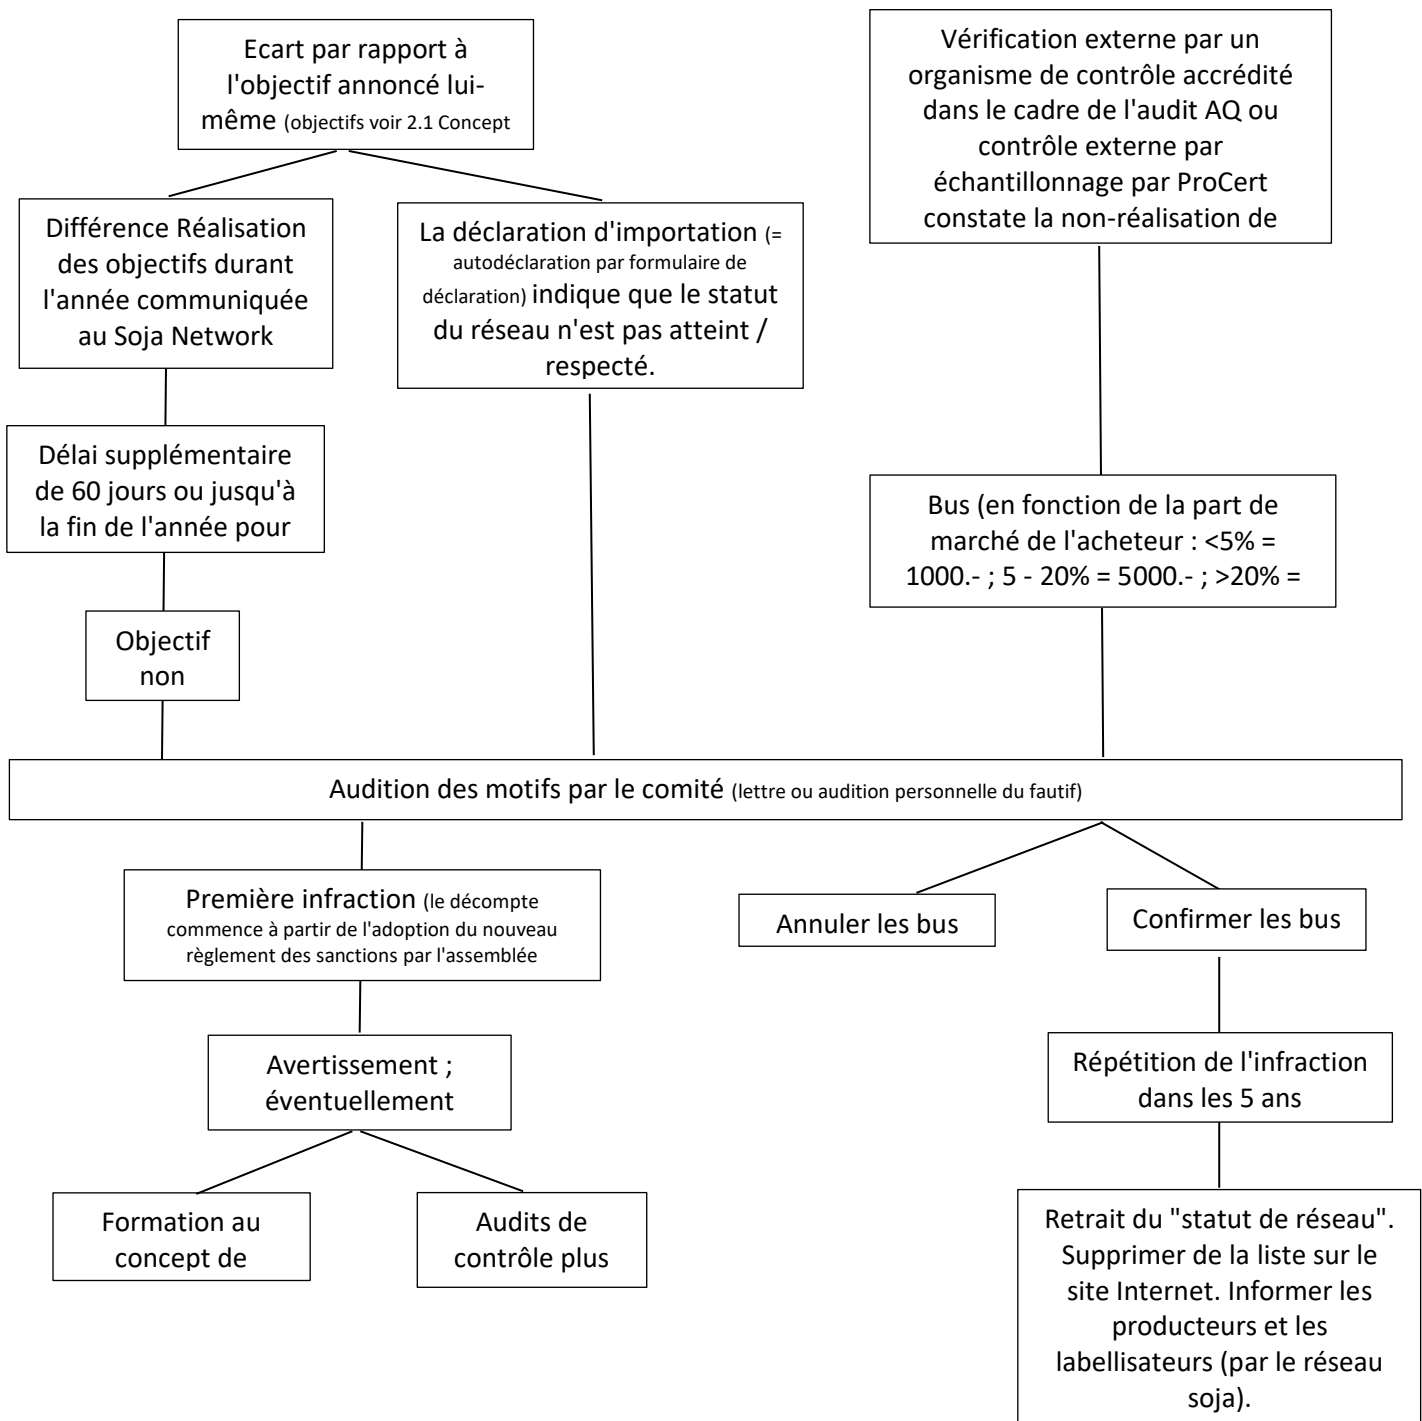 Ecart par rapport à
l'objectif annoncé lui-
même (objectifs voir 2.1 Concept
Vérification externe par un
organisme de contrôle accrédité
dans le cadre de l'audit AQ ou
contrôle externe par
échantillonnage par ProCert
constate la non-réalisation de
Différence Réalisation
des objectifs durant
l'année communiquée
au Soja Network
La déclaration d'importation (=
autodéclaration par formulaire de
déclaration) indique que le statut
du réseau n'est pas atteint /
respecté.
Délai supplémentaire
de 60 jours ou jusqu'à
la fin de l'année pour
Bus (en fonction de la part de
marché de l'acheteur : <5% =
1000.- ; 5 - 20% = 5000.- ; >20% =
Objectif
non
Audition des motifs par le comité (lettre ou audition personnelle du fautif)
Première infraction (le décompte
commence à partir de l'adoption du nouveau
règlement des sanctions par l'assemblée
Annuler les bus
Confirmer les bus
Avertissement ;
éventuellement
Répétition de l'infraction
dans les 5 ans
Formation au
concept de
Audits de
contrôle plus
Retrait du "statut de réseau".
Supprimer de la liste sur le
site Internet. Informer les
producteurs et les
labellisateurs (par le réseau
soja).